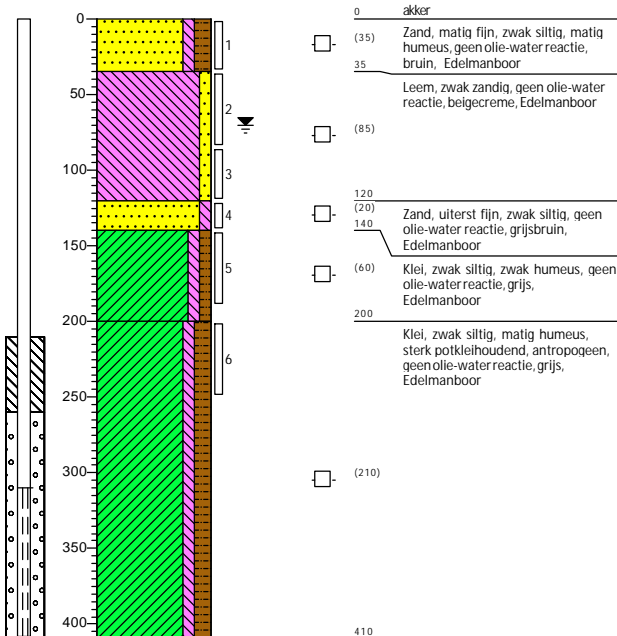 0
50
100
150
200
250
300
350
400
1
2
3
4
5
6
0 akker
(35) Zand, matig fijn, zwak siltig, matig
humeus, geen olie-water reactie,
bruin, Edelmanboor
35
Leem, zwak zandig, geen olie-water
reactie, beigecreme, Edelmanboor
(85)
120
(20) Zand, uiterst fijn, zwak siltig, geen
olie-water reactie, grijsbruin,
Edelmanboor
140
(60) Klei, zwak siltig, zwak humeus, geen
olie-water reactie, grijs,
Edelmanboor
200
Klei, zwak siltig, matig humeus,
sterk potkleihoudend, antropogeen,
geen olie-water reactie, grijs,
Edelmanboor
(210)
410